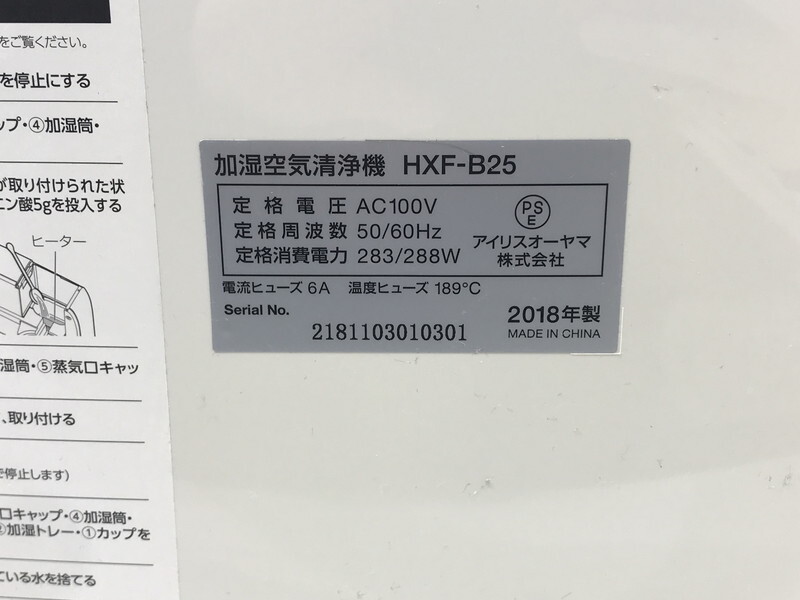 をご覧ください。
を停止にする
ップ・④加湿筒・
が取り付けられた状
エン酸5gを投入する
ヒーター
湿筒・⑤蒸気口キャッ
、取り付ける
で停止します)
口キャップ・④加湿筒・
②加湿トレー・①カップを
ている水を捨てる
加湿空気清浄機 HXF-B25
定格電圧 AC100V
定格周波数 50/60Hz
定格消費電力 283/288W
PS
E
アイリスオーヤマ
株式会社
電流ヒューズ 6A 温度ヒューズ 189℃
Serial No.
2181103010301
2018年製
MADE IN CHINA